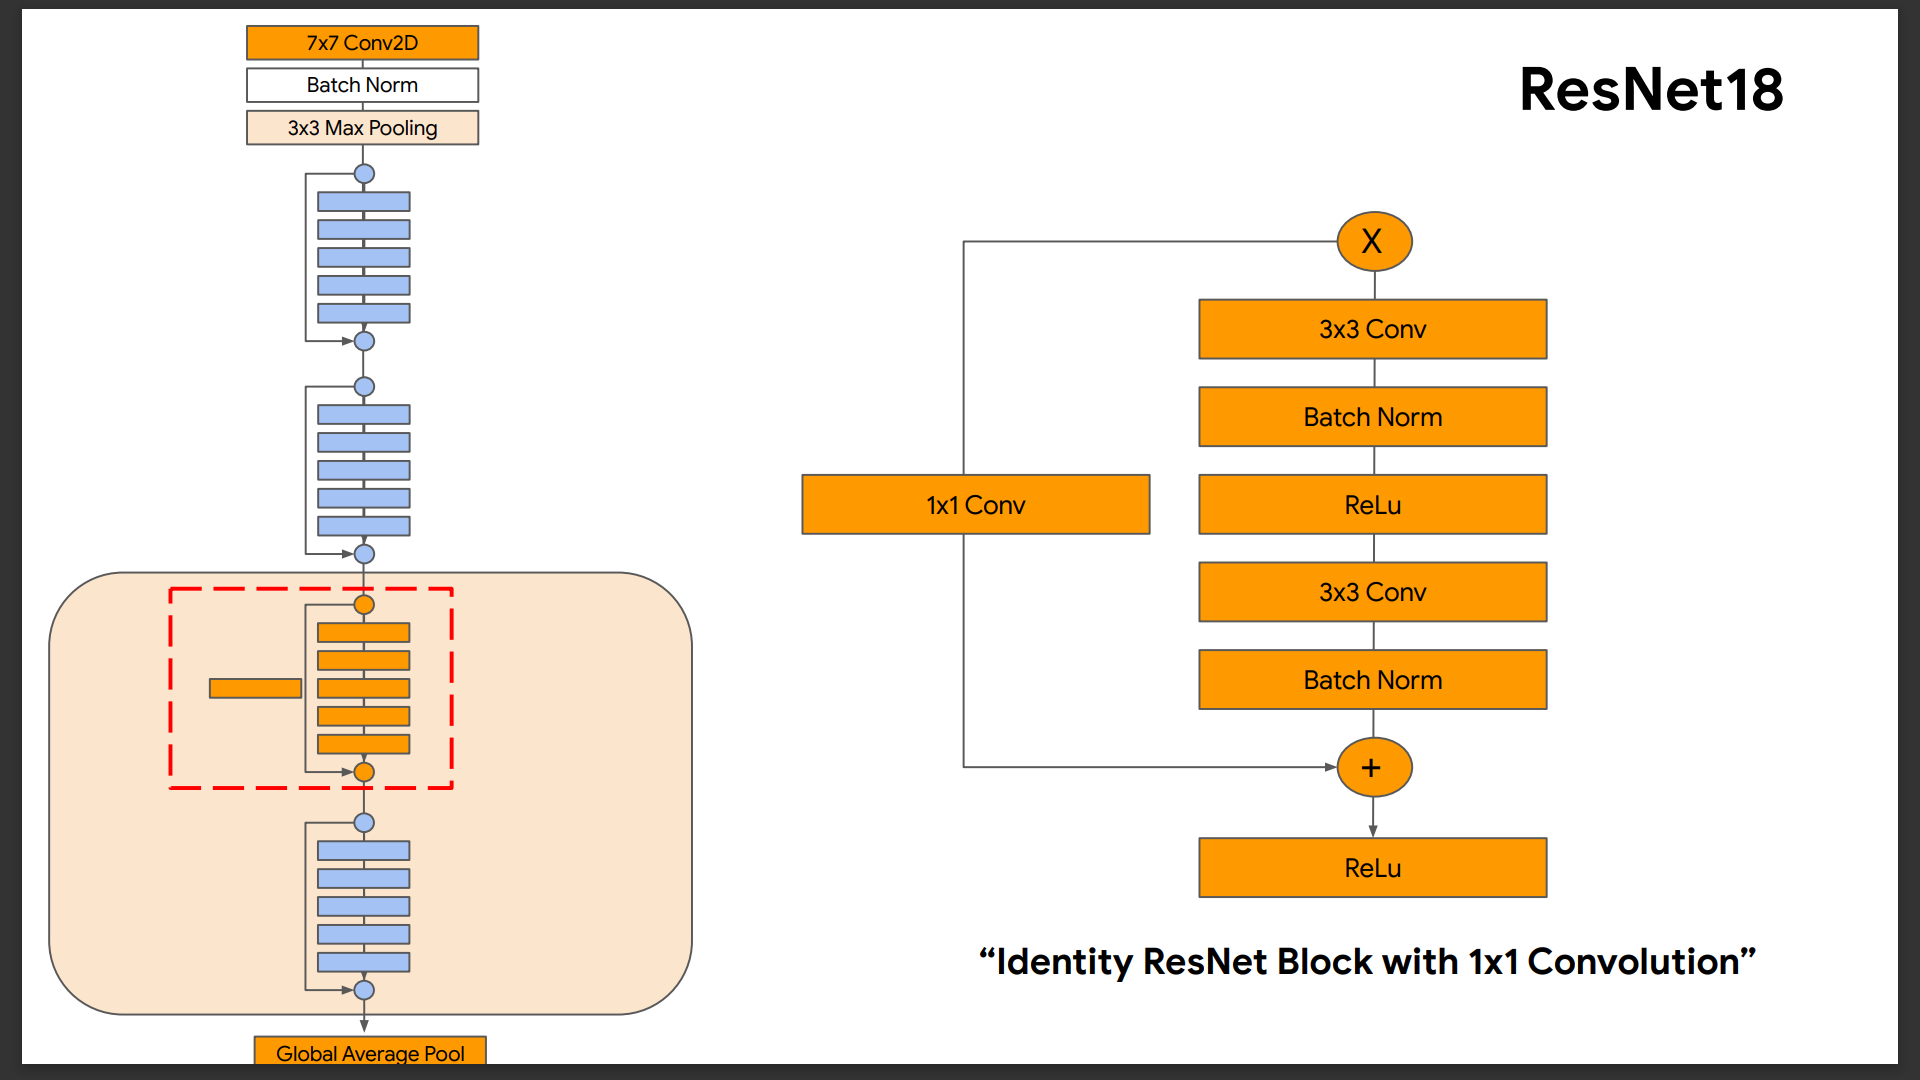 7x7 Conv2D
Batch Norm
3x3 Max Pooling
Global Average Pool
ResNet18
X
3x3 Conv
Batch Norm
1x1 Conv
ReLu
3x3 Conv
Batch Norm
+
ReLu
“Identity ResNet Block with 1x1 Convolution”